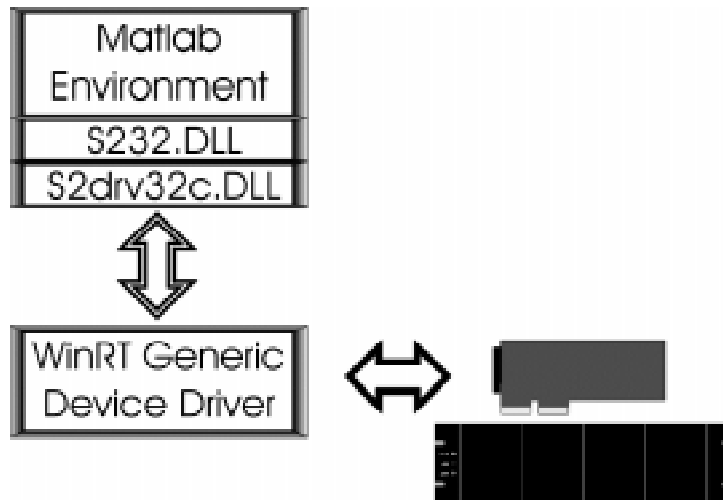 Matlab
Environment
S232.DLL
S2drv32c.DLL
WinRT Generic
Device Driver